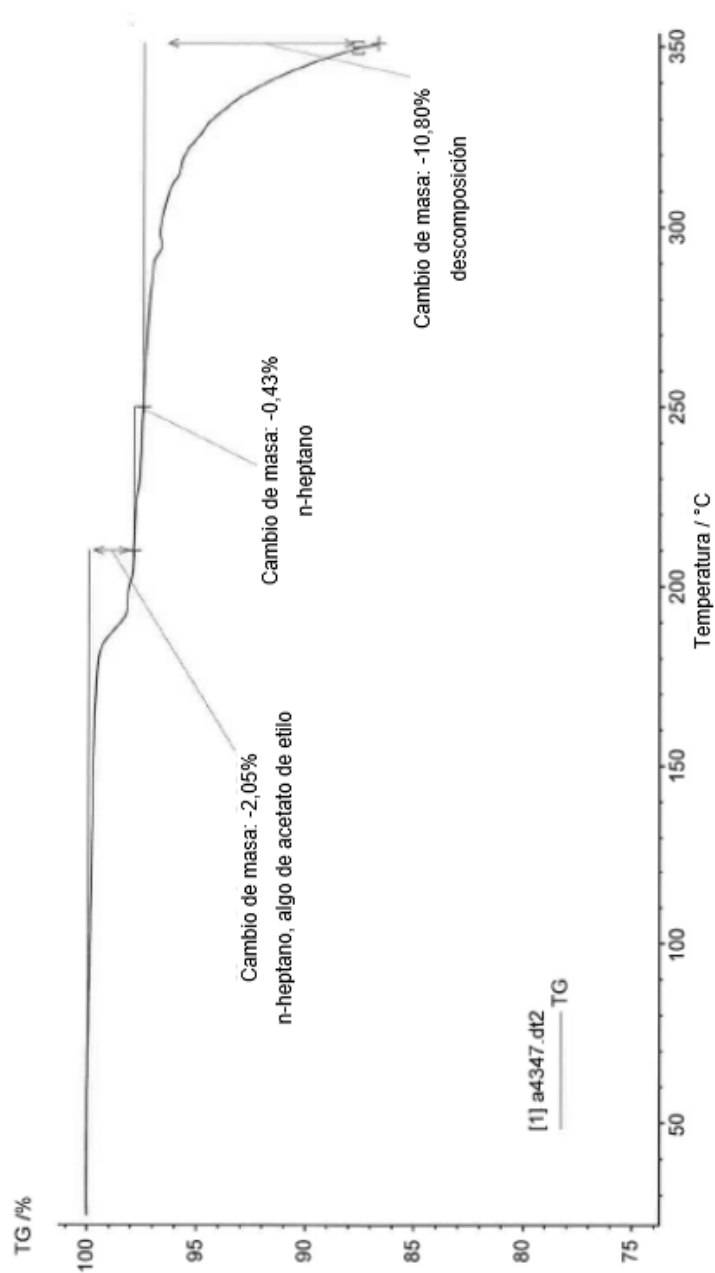 TG /%
100
95
90
85
80
75
Cambio de masa: -2,05%
n-heptano, algo de acetato de etilo
Cambio de masa: -0,43%
n-heptano
Cambio de masa: -10,80%
descomposición
[1] a4347.dt2
TG
50
100
150
200
250
300
350
Temperatura / °C